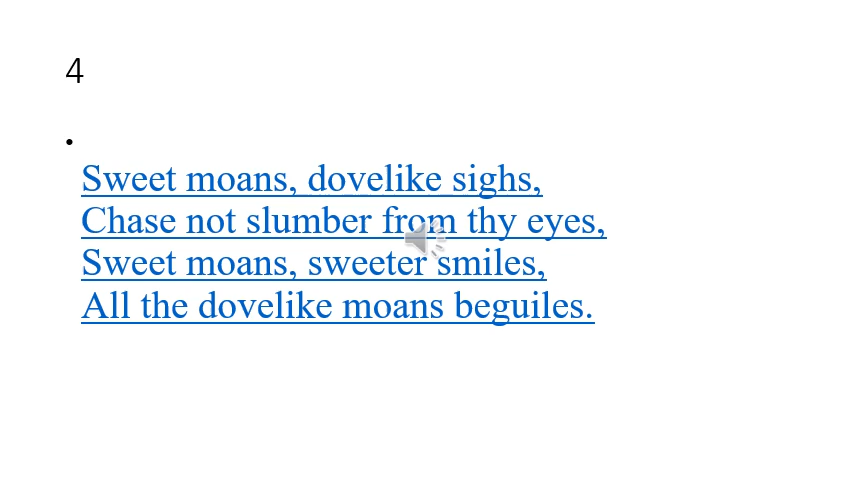 4
•
Sweet moans, dovelike sighs,
Chase not slumber from thy eyes,
Sweet moans, sweeter smiles,
All the dovelike moans beguiles.